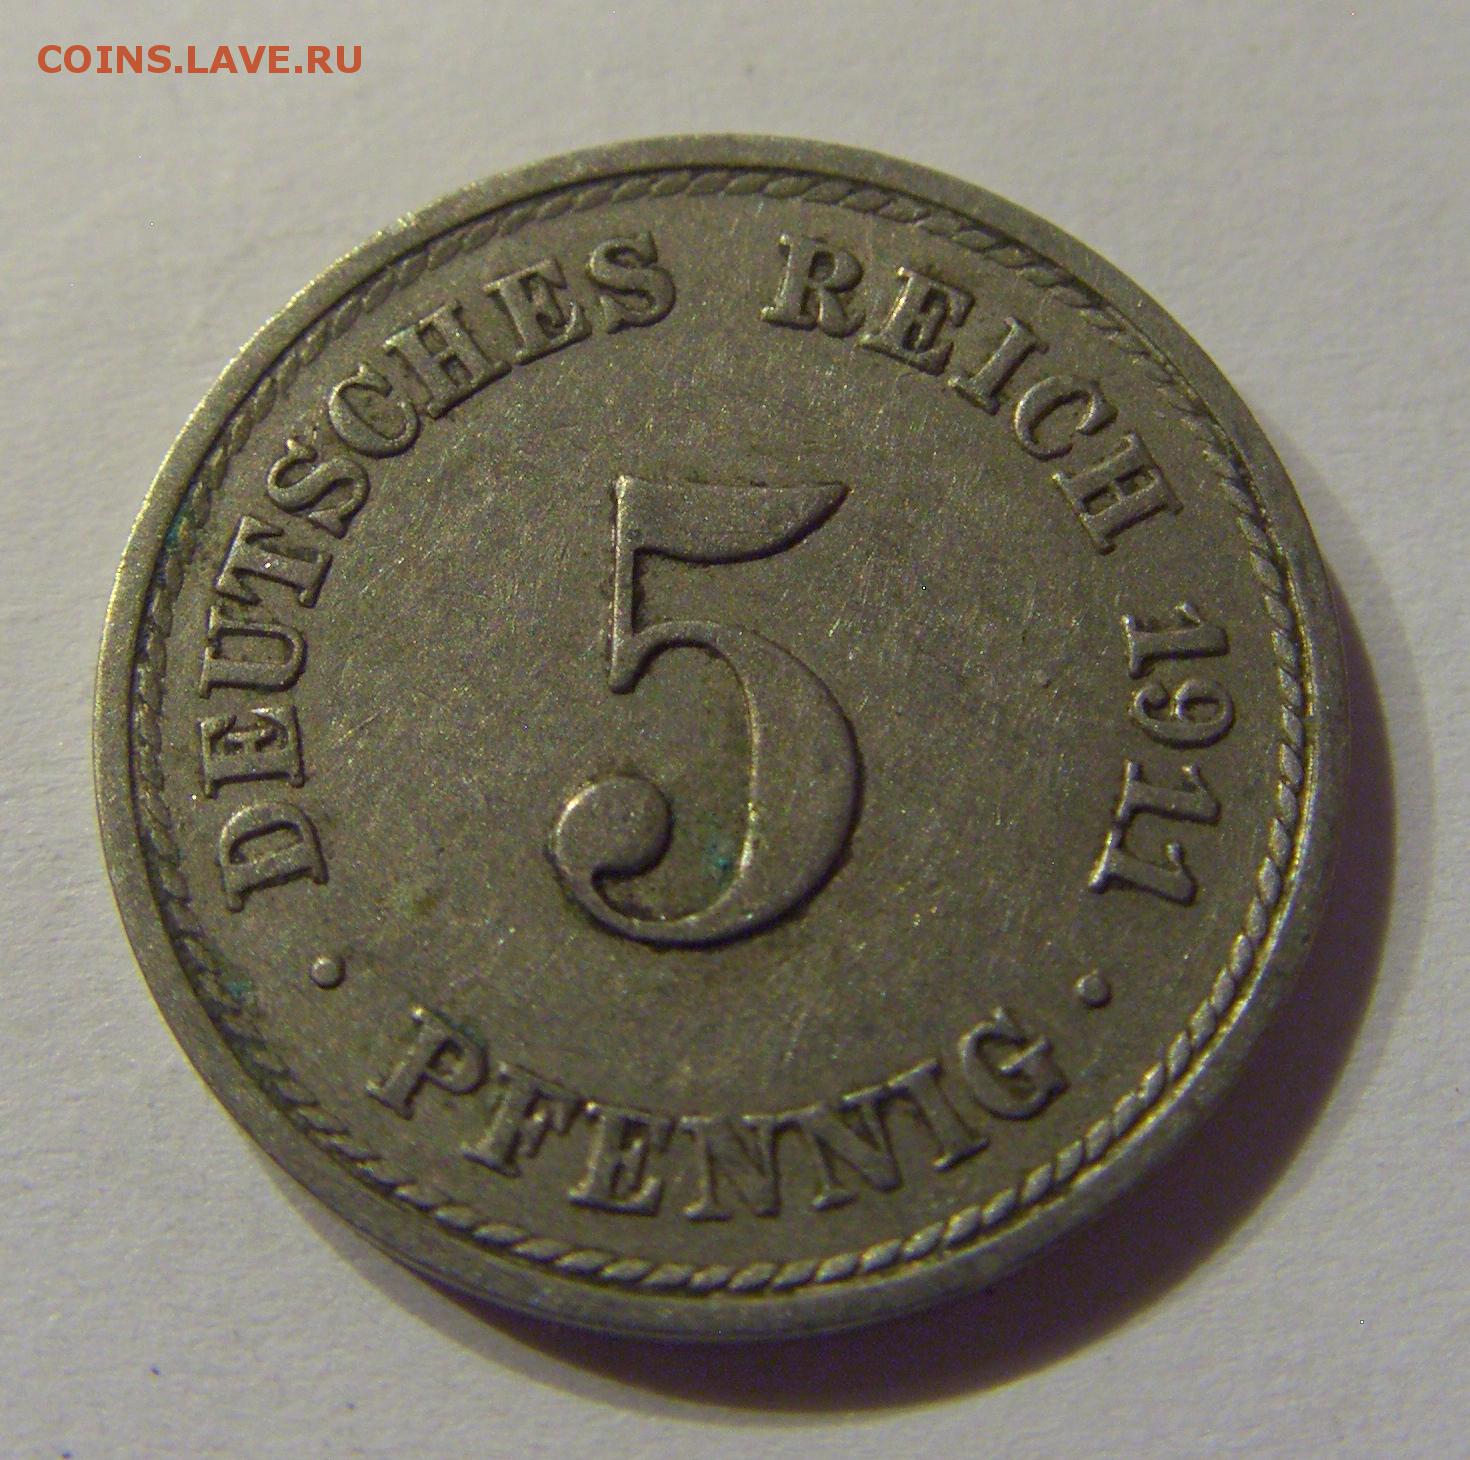 COINS.LAVE.RU
DEUTSCHES REICH 1911
5
· PFENNIG ·